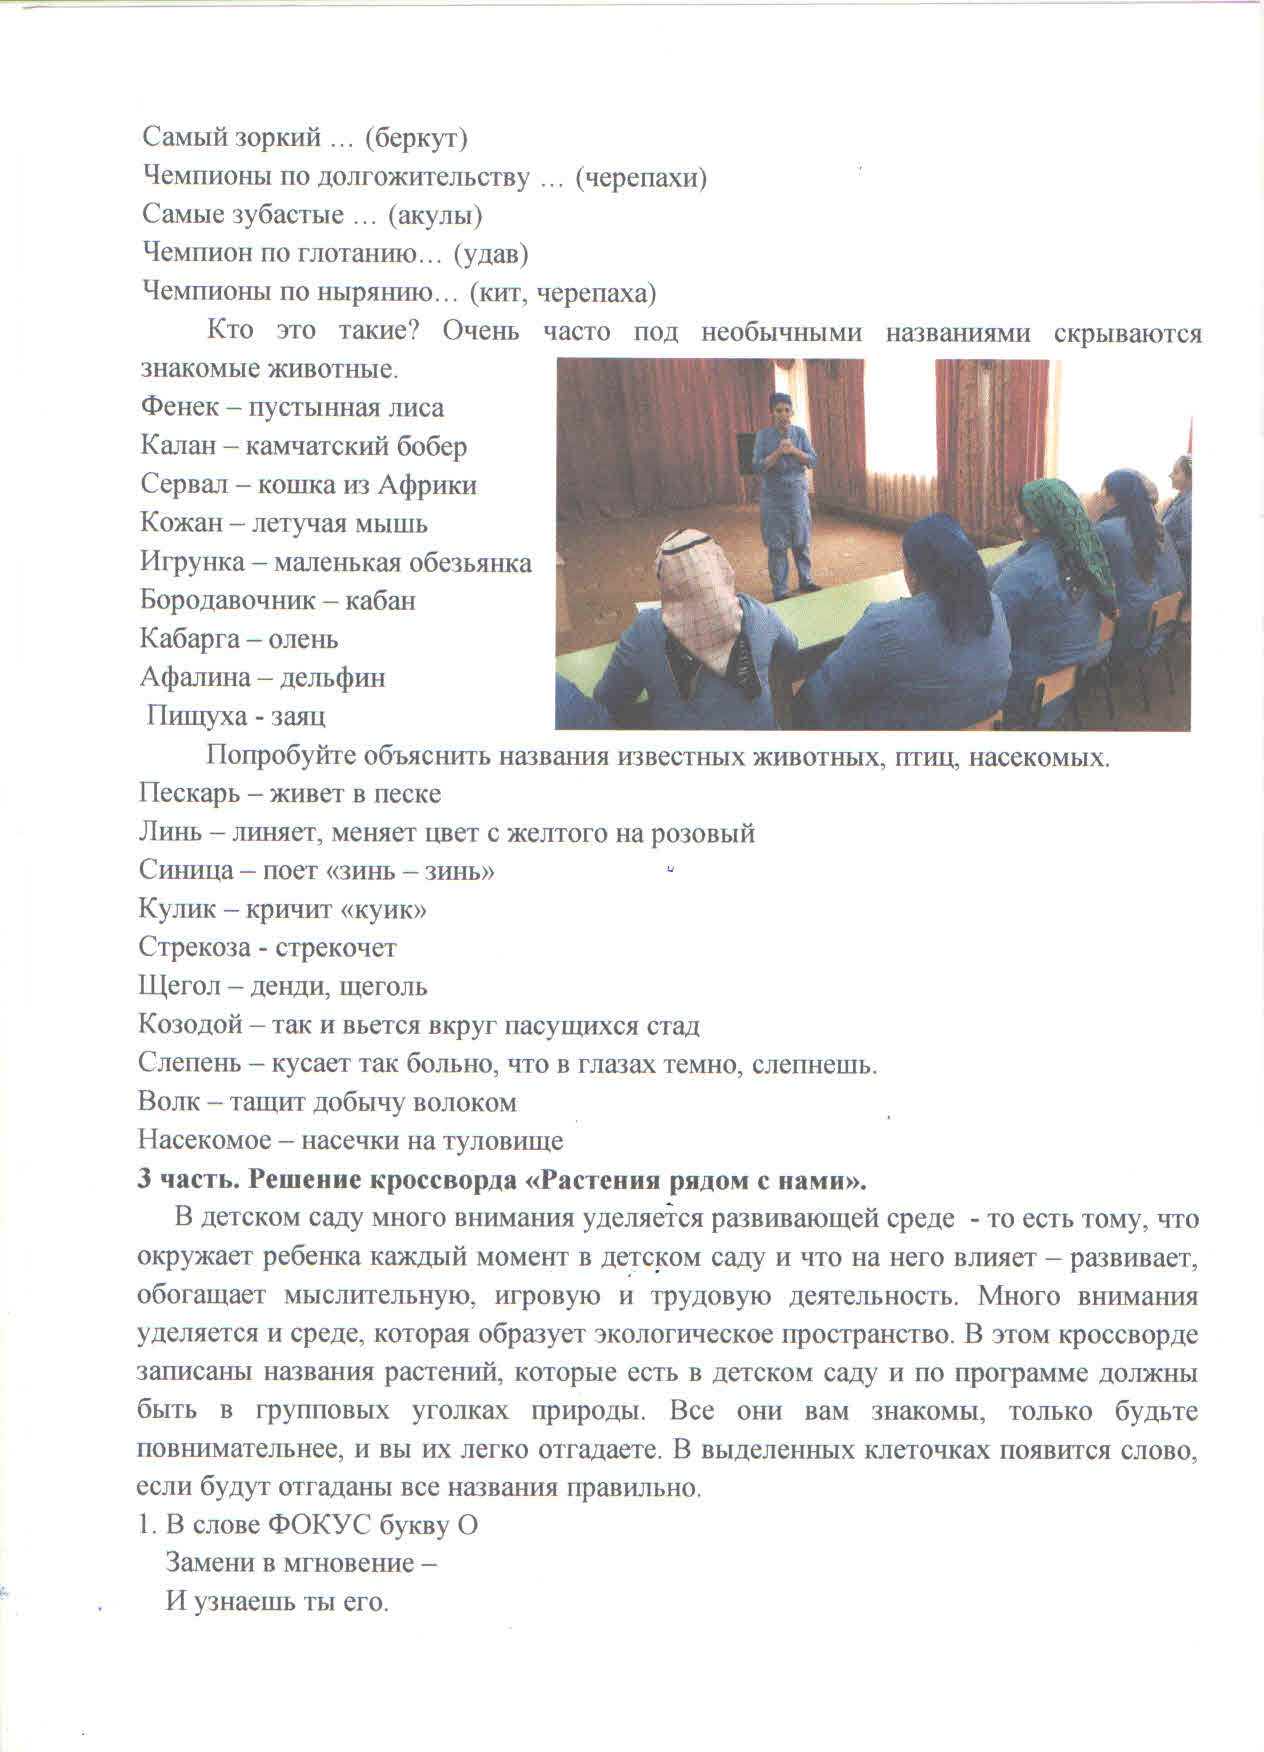 Самый зоркий … (беркут)
Чемпионы по долгожительству … (черепахи)
Самые зубастые … (акулы)
Чемпион по глотанию… (удав)
Чемпионы по нырянию… (кит, черепаха)
Кто это такие? Очень часто под необычными названиями скрываются
знакомые животные.
Фенек – пустынная лиса
Калан – камчатский бобер
Сервал – кошка из Африки
Кожан – летучая мышь
Игрунка – маленькая обезьянка
Бородавочник – кабан
Кабарга – олень
Афалина – дельфин
Пищуха - заяц
Попробуйте объяснить названия известных животных, птиц, насекомых.
Пескарь – живет в песке
Линь – линяет, меняет цвет с желтого на розовый
Синица – поет «зинь – зинь»
Кулик – кричит «куик»
Стрекоза - стрекочет
Щегол – денди, щеголь
Козодой – так и вьется вкруг пасущихся стад
Слепень – кусает так больно, что в глазах темно, слепнешь.
Волк – тащит добычу волоком
Насекомое – насечки на туловище
3 часть. Решение кроссворда «Растения рядом с нами».
В детском саду много внимания уделяется развивающей среде - то есть тому, что
окружает ребенка каждый момент в детском саду и что на него влияет – развивает,
обогащает мыслительную, игровую и трудовую деятельность. Много внимания
уделяется и среде, которая образует экологическое пространство. В этом кроссворде
записаны названия растений, которые есть в детском саду и по программе должны
быть в групповых уголках природы. Все они вам знакомы, только будьте
повнимательнее, и вы их легко отгадаете. В выделенных клеточках появится слово,
если будут отгаданы все названия правильно.
1. В слове ФОКУС букву О
Замени в мгновение –
И узнаешь ты его.